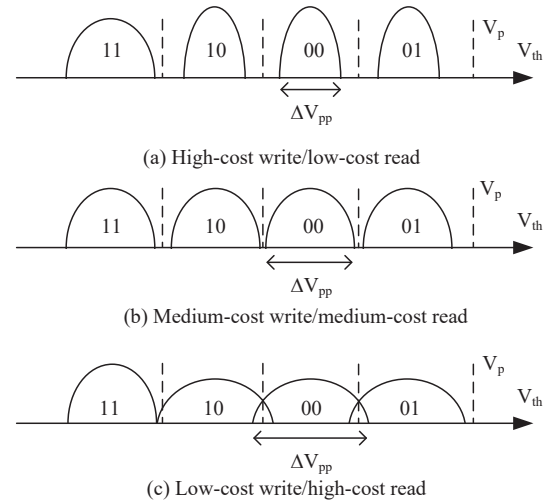 V_p
11 10 00 01 V_th
ΔV_pp
(a) High-cost write/low-cost read
V_p
11 10 00 01 V_th
ΔV_pp
(b) Medium-cost write/medium-cost read
V_p
11 10 00 01 V_th
ΔV_pp
(c) Low-cost write/high-cost read